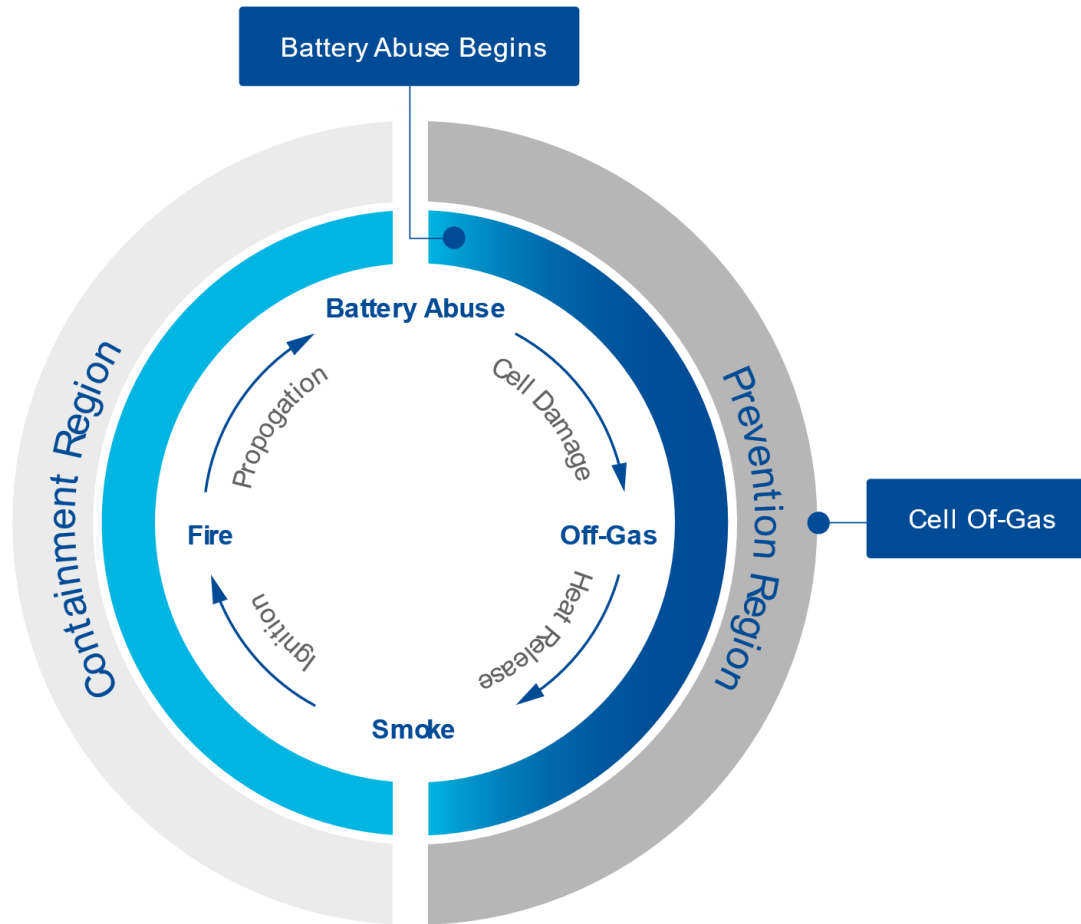 Battery Abuse Begins
Battery Abuse
Cell Damage
Propogation
Containment Region
Prevention Region
Fire
Off-Gas
Cell Of-Gas
Ignition
Heat Release
Smoke